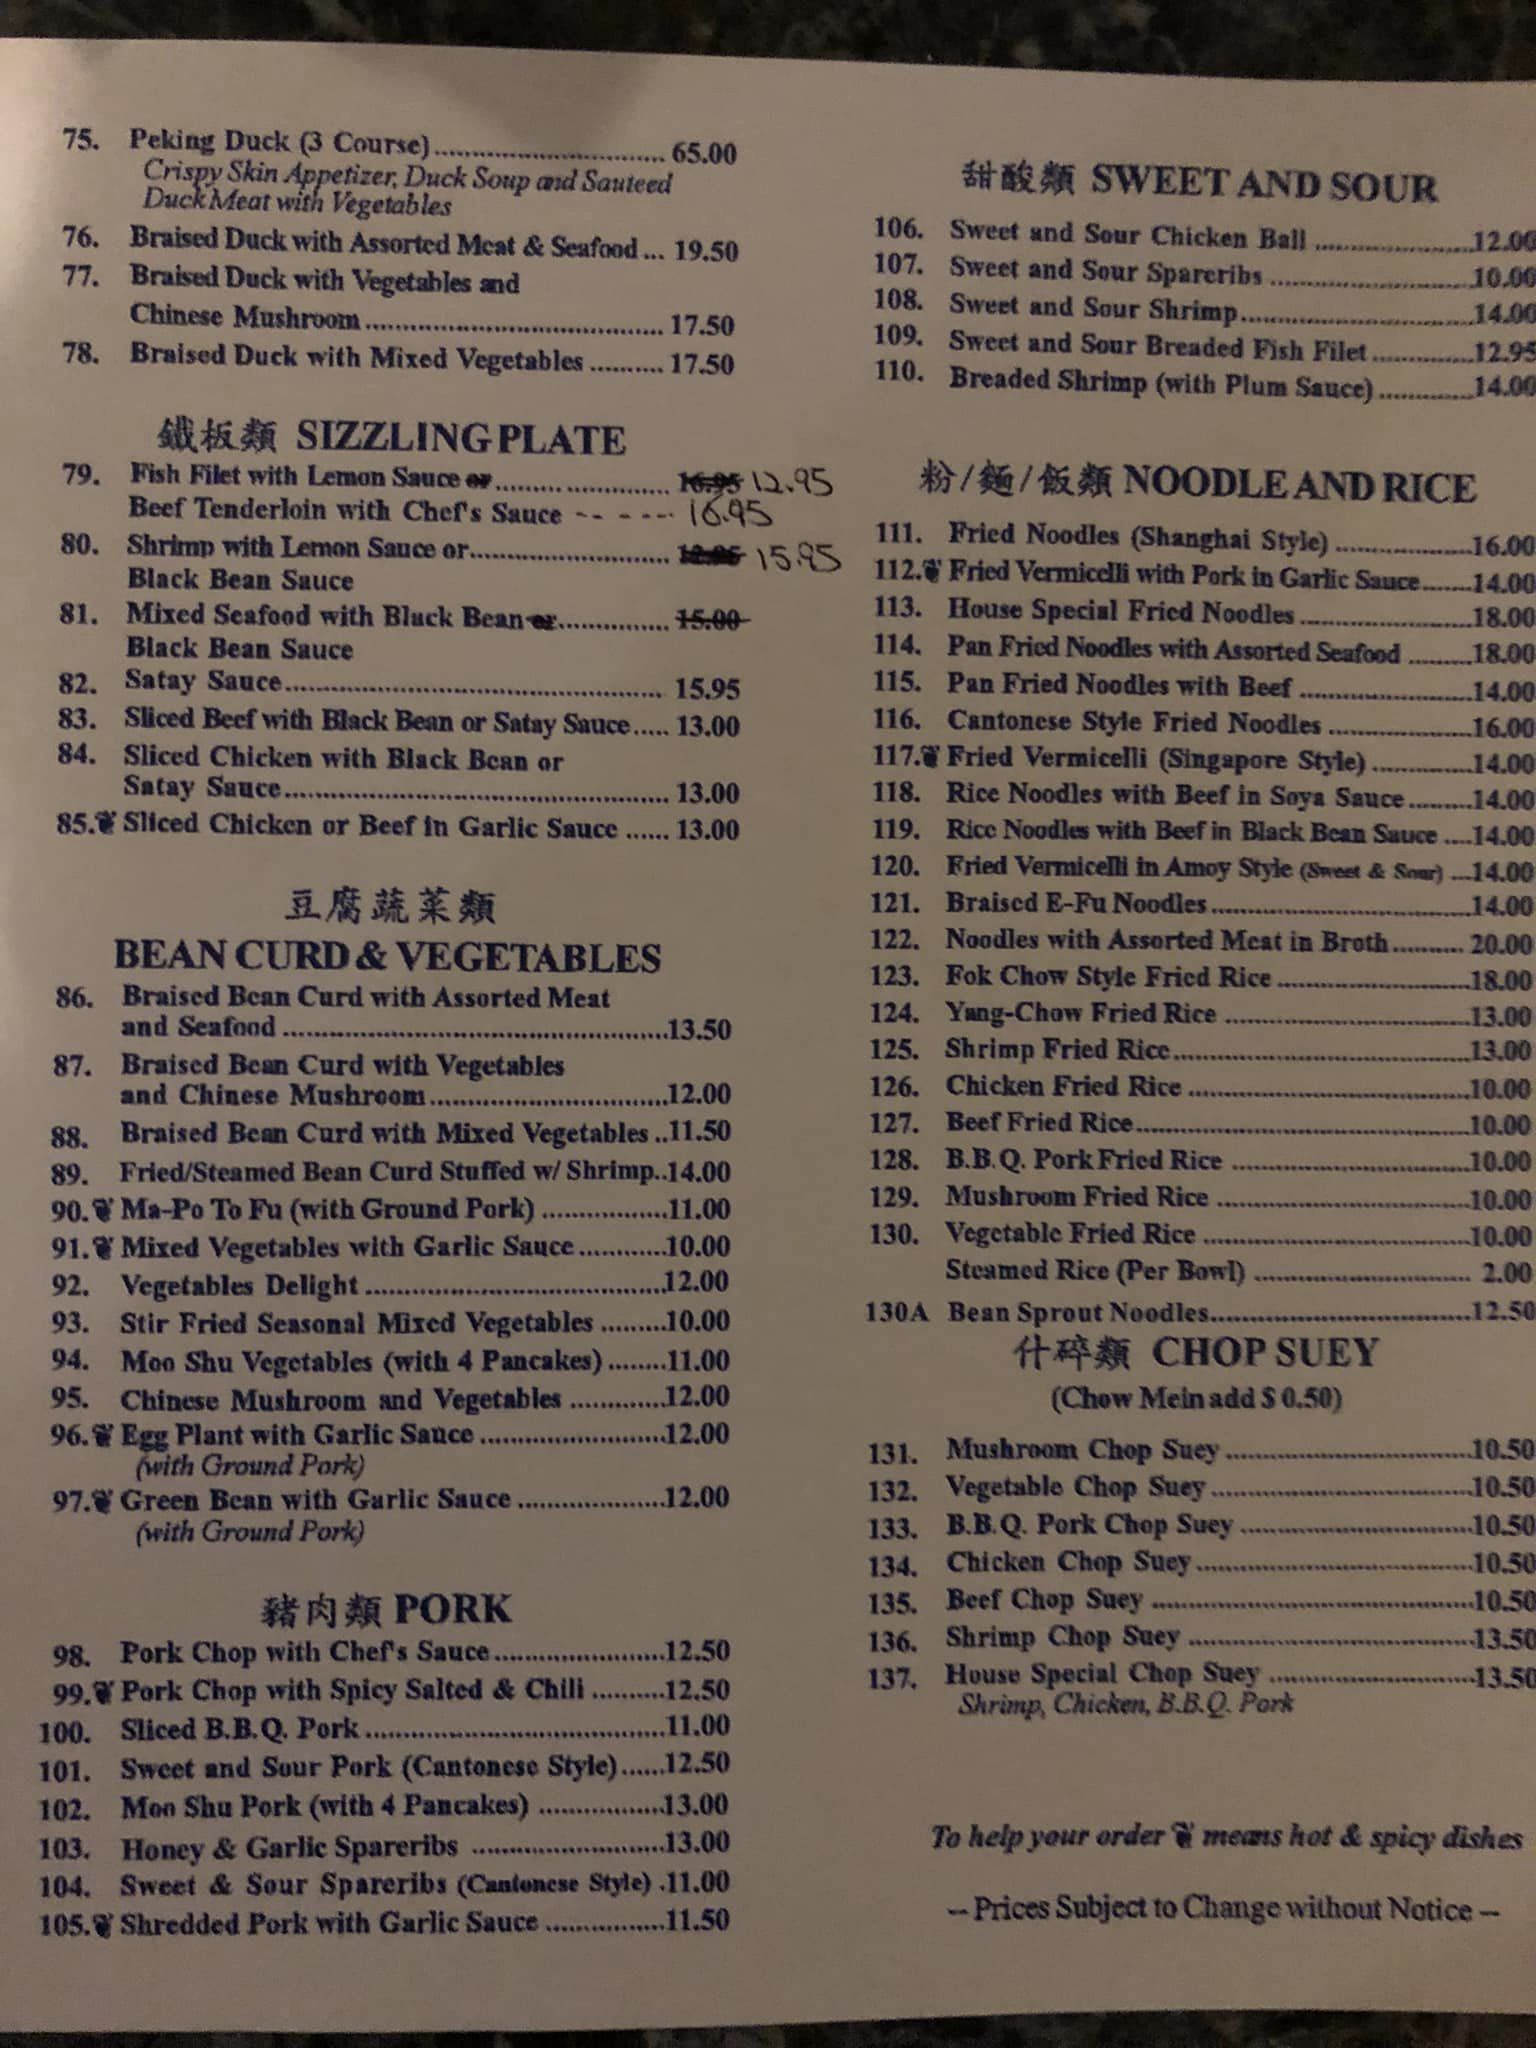 75. Peking Duck (3 Course)................................ 65.00
Crispy Skin Appetizer, Duck Soup and Sauteed
Duck Meat with Vegetables
76. Braised Duck with Assorted Meat & Seafood ... 19.50
77. Braised Duck with Vegetables and
Chinese Mushroom ......................................... 17.50
78. Braised Duck with Mixed Vegetables .......... 17.50
鐵板類 SIZZLING PLATE
79. Fish Filet with Lemon Sauce or......................... 16.95 12.95
Beef Tenderloin with Chef's Sauce - - - - - - 16.95
80. Shrimp with Lemon Sauce or........................... 15.95
Black Bean Sauce
81. Mixed Seafood with Black Bean or............... 15.00
Black Bean Sauce
82. Satay Sauce.................................................... 15.95
83. Sliced Beef with Black Bean or Satay Sauce..... 13.00
84. Sliced Chicken with Black Bean or
Satay Sauce.................................................... 13.00
85. Sliced Chicken or Beef in Garlic Sauce ...... 13.00
豆腐蔬菜類
BEAN CURD & VEGETABLES
86. Braised Bean Curd with Assorted Meat
and Seafood ....................................................13.50
87. Braised Bean Curd with Vegetables
and Chinese Mushroom .................................12.00
88. Braised Bean Curd with Mixed Vegetables ..11.50
89. Fried/Steamed Bean Curd Stuffed w/ Shrimp..14.00
90. Ma-Po To Fu (with Ground Pork) .................11.00
91. Mixed Vegetables with Garlic Sauce............10.00
92. Vegetables Delight .........................................12.00
93. Stir Fried Seasonal Mixed Vegetables .........10.00
94. Moo Shu Vegetables (with 4 Pancakes)........11.00
95. Chinese Mushroom and Vegetables .............12.00
96. Egg Plant with Garlic Sauce .........................12.00
(with Ground Pork)
97. Green Bean with Garlic Sauce ....................12.00
(with Ground Pork)
豬肉類 PORK
98. Pork Chop with Chef's Sauce.......................12.50
99. Pork Chop with Spicy Salted & Chili ..........12.50
100. Sliced B.B.Q. Pork .........................................11.00
101. Sweet and Sour Pork (Cantonese Style)......12.50
102. Moo Shu Pork (with 4 Pancakes) .................13.00
103. Honey & Garlic Spareribs ..........................13.00
104. Sweet & Sour Spareribs (Cantonese Style) .11.00
105. Shredded Pork with Garlic Sauce ................11.50
甜酸類 SWEET AND SOUR
106. Sweet and Sour Chicken Ball ......................12.00
107. Sweet and Sour Spareribs ............................10.00
108. Sweet and Sour Shrimp................................14.00
109. Sweet and Sour Breaded Fish Filet ..............12.95
110. Breaded Shrimp (with Plum Sauce) .............14.00
粉/麵/飯類 NOODLE AND RICE
111. Fried Noodles (Shanghai Style) ...................16.00
112. Fried Vermicelli with Pork in Garlic Sauce.......14.00
113. House Special Fried Noodles........................18.00
114. Pan Fried Noodles with Assorted Seafood .........18.00
115. Pan Fried Noodles with Beef .......................14.00
116. Cantonese Style Fried Noodles ....................16.00
117. Fried Vermicelli (Singapore Style) ..............14.00
118. Rice Noodles with Beef in Soya Sauce.........14.00
119. Rice Noodles with Beef in Black Bean Sauce ....14.00
120. Fried Vermicelli in Amoy Style (Sweet & Sour) ...14.00
121. Braised E-Fu Noodles...................................14.00
122. Noodles with Assorted Meat in Broth.......... 20.00
123. Fok Chow Style Fried Rice ...........................18.00
124. Yang-Chow Fried Rice .................................13.00
125. Shrimp Fried Rice.........................................13.00
126. Chicken Fried Rice .......................................10.00
127. Beef Fried Rice..............................................10.00
128. B.B.Q. Pork Fried Rice .................................10.00
129. Mushroom Fried Rice ...................................10.00
130. Vegetable Fried Rice .....................................10.00
Steamed Rice (Per Bowl) .............................. 2.00
130A Bean Sprout Noodles....................................12.50
什碎類 CHOP SUEY
(Chow Mein add $ 0.50)
131. Mushroom Chop Suey ..................................10.50
132. Vegetable Chop Suey....................................10.50
133. B.B.Q. Pork Chop Suey ................................10.50
134. Chicken Chop Suey.......................................10.50
135. Beef Chop Suey .............................................10.50
136. Shrimp Chop Suey ........................................13.50
137. House Special Chop Suey .............................13.50
Shrimp, Chicken, B.B.Q. Pork
To help your order means hot & spicy dishes
-- Prices Subject to Change without Notice --